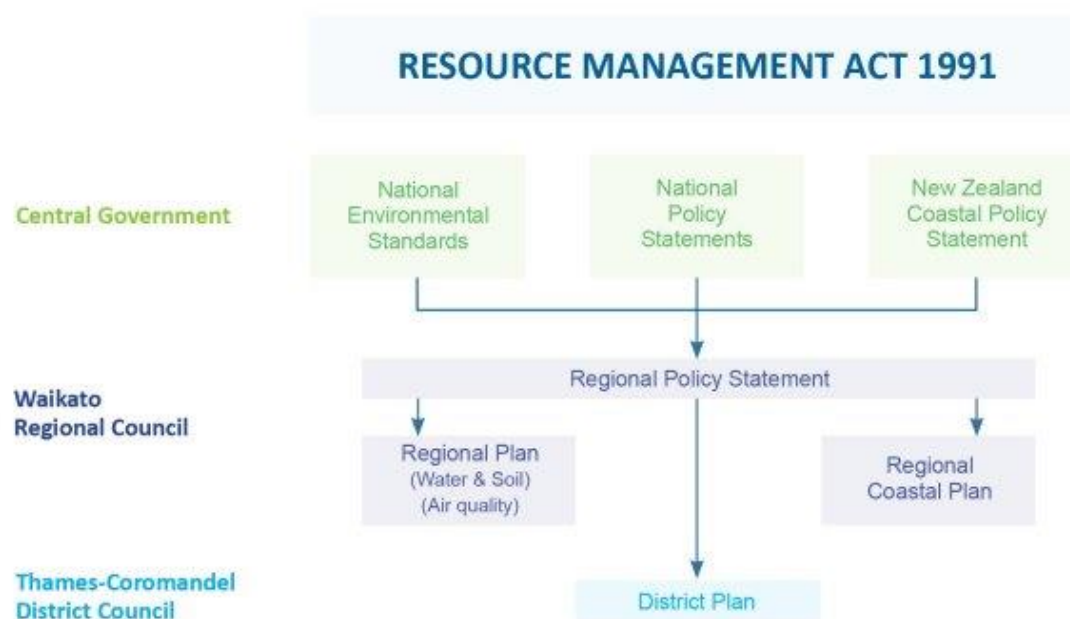 RESOURCE MANAGEMENT ACT 1991
Central Government
National
Environmental
Standards
National
Policy
Statements
New Zealand
Coastal Policy
Statement
Waikato
Regional Council
Regional Policy Statement
Regional Plan
(Water & Soil)
(Air quality)
Regional
Coastal Plan
Thames-Coromandel
District Council
District Plan